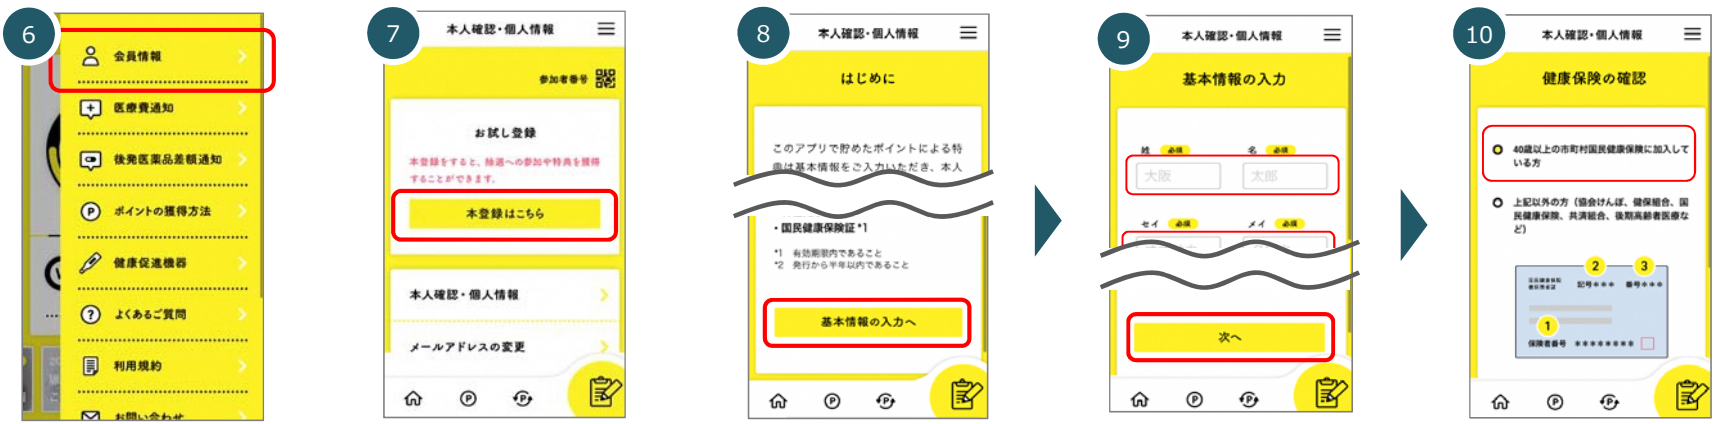 6
会員情報
医療費通知
後発医薬品差額通知
ポイントの獲得方法
健康促進機器
よくあるご質問
利用規約
お問い合わせ
7
本人確認・個人情報
参加者番号
お試し登録
本登録をすると、抽選への参加や特典を獲得
することができます。
本登録はこちら
本人確認・個人情報
メールアドレスの変更
8
本人確認・個人情報
はじめに
このアプリで貯めたポイントによる特
典は基本情報をご入力いただき、本人
・国民健康保険証*1
*1 有効期限内であること
*2 発行から半年以内であること
基本情報の入力へ
9
本人確認・個人情報
基本情報の入力
姓 必須 名 必須
大阪 太郎
セイ 必須 メイ 必須
次へ
10
本人確認・個人情報
健康保険の確認
40歳以上の市町村国民健康保険に加入して
いる方
上記以外の方（協会けんぽ、健保組合、国
民健康保険、共済組合、後期高齢者医療な
ど）
2 3
記号*** 番号***
1
保険者番号 ********